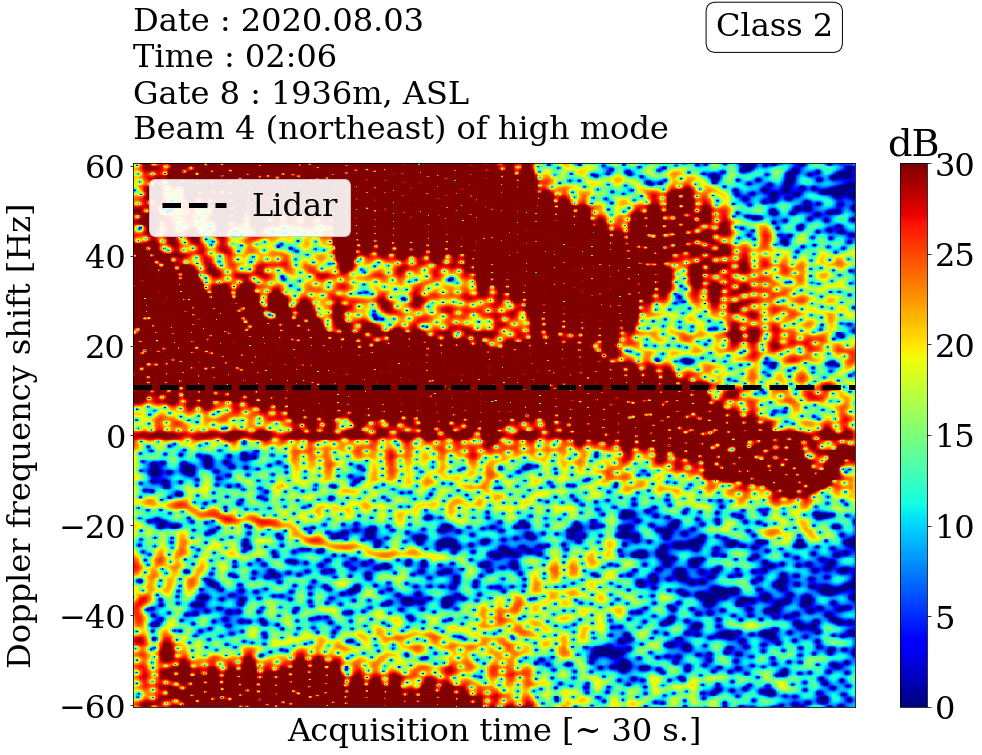 Date : 2020.08.03
Time : 02:06
Gate 8 : 1936m, ASL
Beam 4 (northeast) of high mode
Class 2
dB
Lidar
Doppler frequency shift [Hz]
60
40
20
0
−20
−40
−60
30
25
20
15
10
5
0
Acquisition time [~ 30 s.]